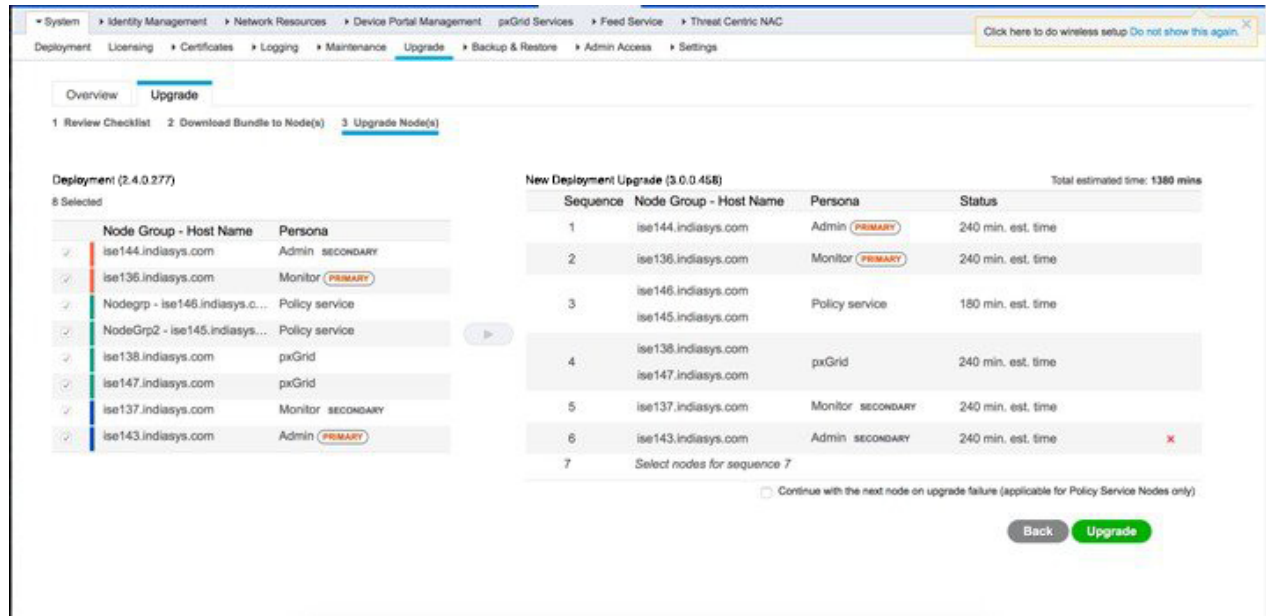 System Identity Management Network Resources Device Portal Management pxGrid Services Feed Service Threat Centric NAC
Click here to do wireless setup Do not show this again.
Deployment Licensing Certificates Logging Maintenance Upgrade Backup & Restore Admin Access Settings
Overview Upgrade
1 Review Checklist 2 Download Bundle to Node(s) 3 Upgrade Node(s)
Deployment (2.4.0.277)
8 Selected
Node Group - Host Name Persona
ise144.indiasys.com Admin SECONDARY
ise136.indiasys.com Monitor PRIMARY
Nodegrp - ise146.indiasys.c... Policy service
NodeGrp2 - ise145.indiasys... Policy service
ise138.indiasys.com pxGrid
ise147.indiasys.com pxGrid
ise137.indiasys.com Monitor SECONDARY
ise143.indiasys.com Admin PRIMARY
New Deployment Upgrade (3.0.0.458) Total estimated time: 1380 mins
Sequence Node Group - Host Name Persona Status
1 ise144.indiasys.com Admin PRIMARY 240 min. est. time
2 ise136.indiasys.com Monitor PRIMARY 240 min. est. time
ise146.indiasys.com
3 Policy service 180 min. est. time
ise145.indiasys.com
ise138.indiasys.com
4 pxGrid 240 min. est. time
ise147.indiasys.com
5 ise137.indiasys.com Monitor SECONDARY 240 min. est. time
6 ise143.indiasys.com Admin SECONDARY 240 min. est. time
7 Select nodes for sequence 7
Continue with the next node on upgrade failure (applicable for Policy Service Nodes only)
Back Upgrade